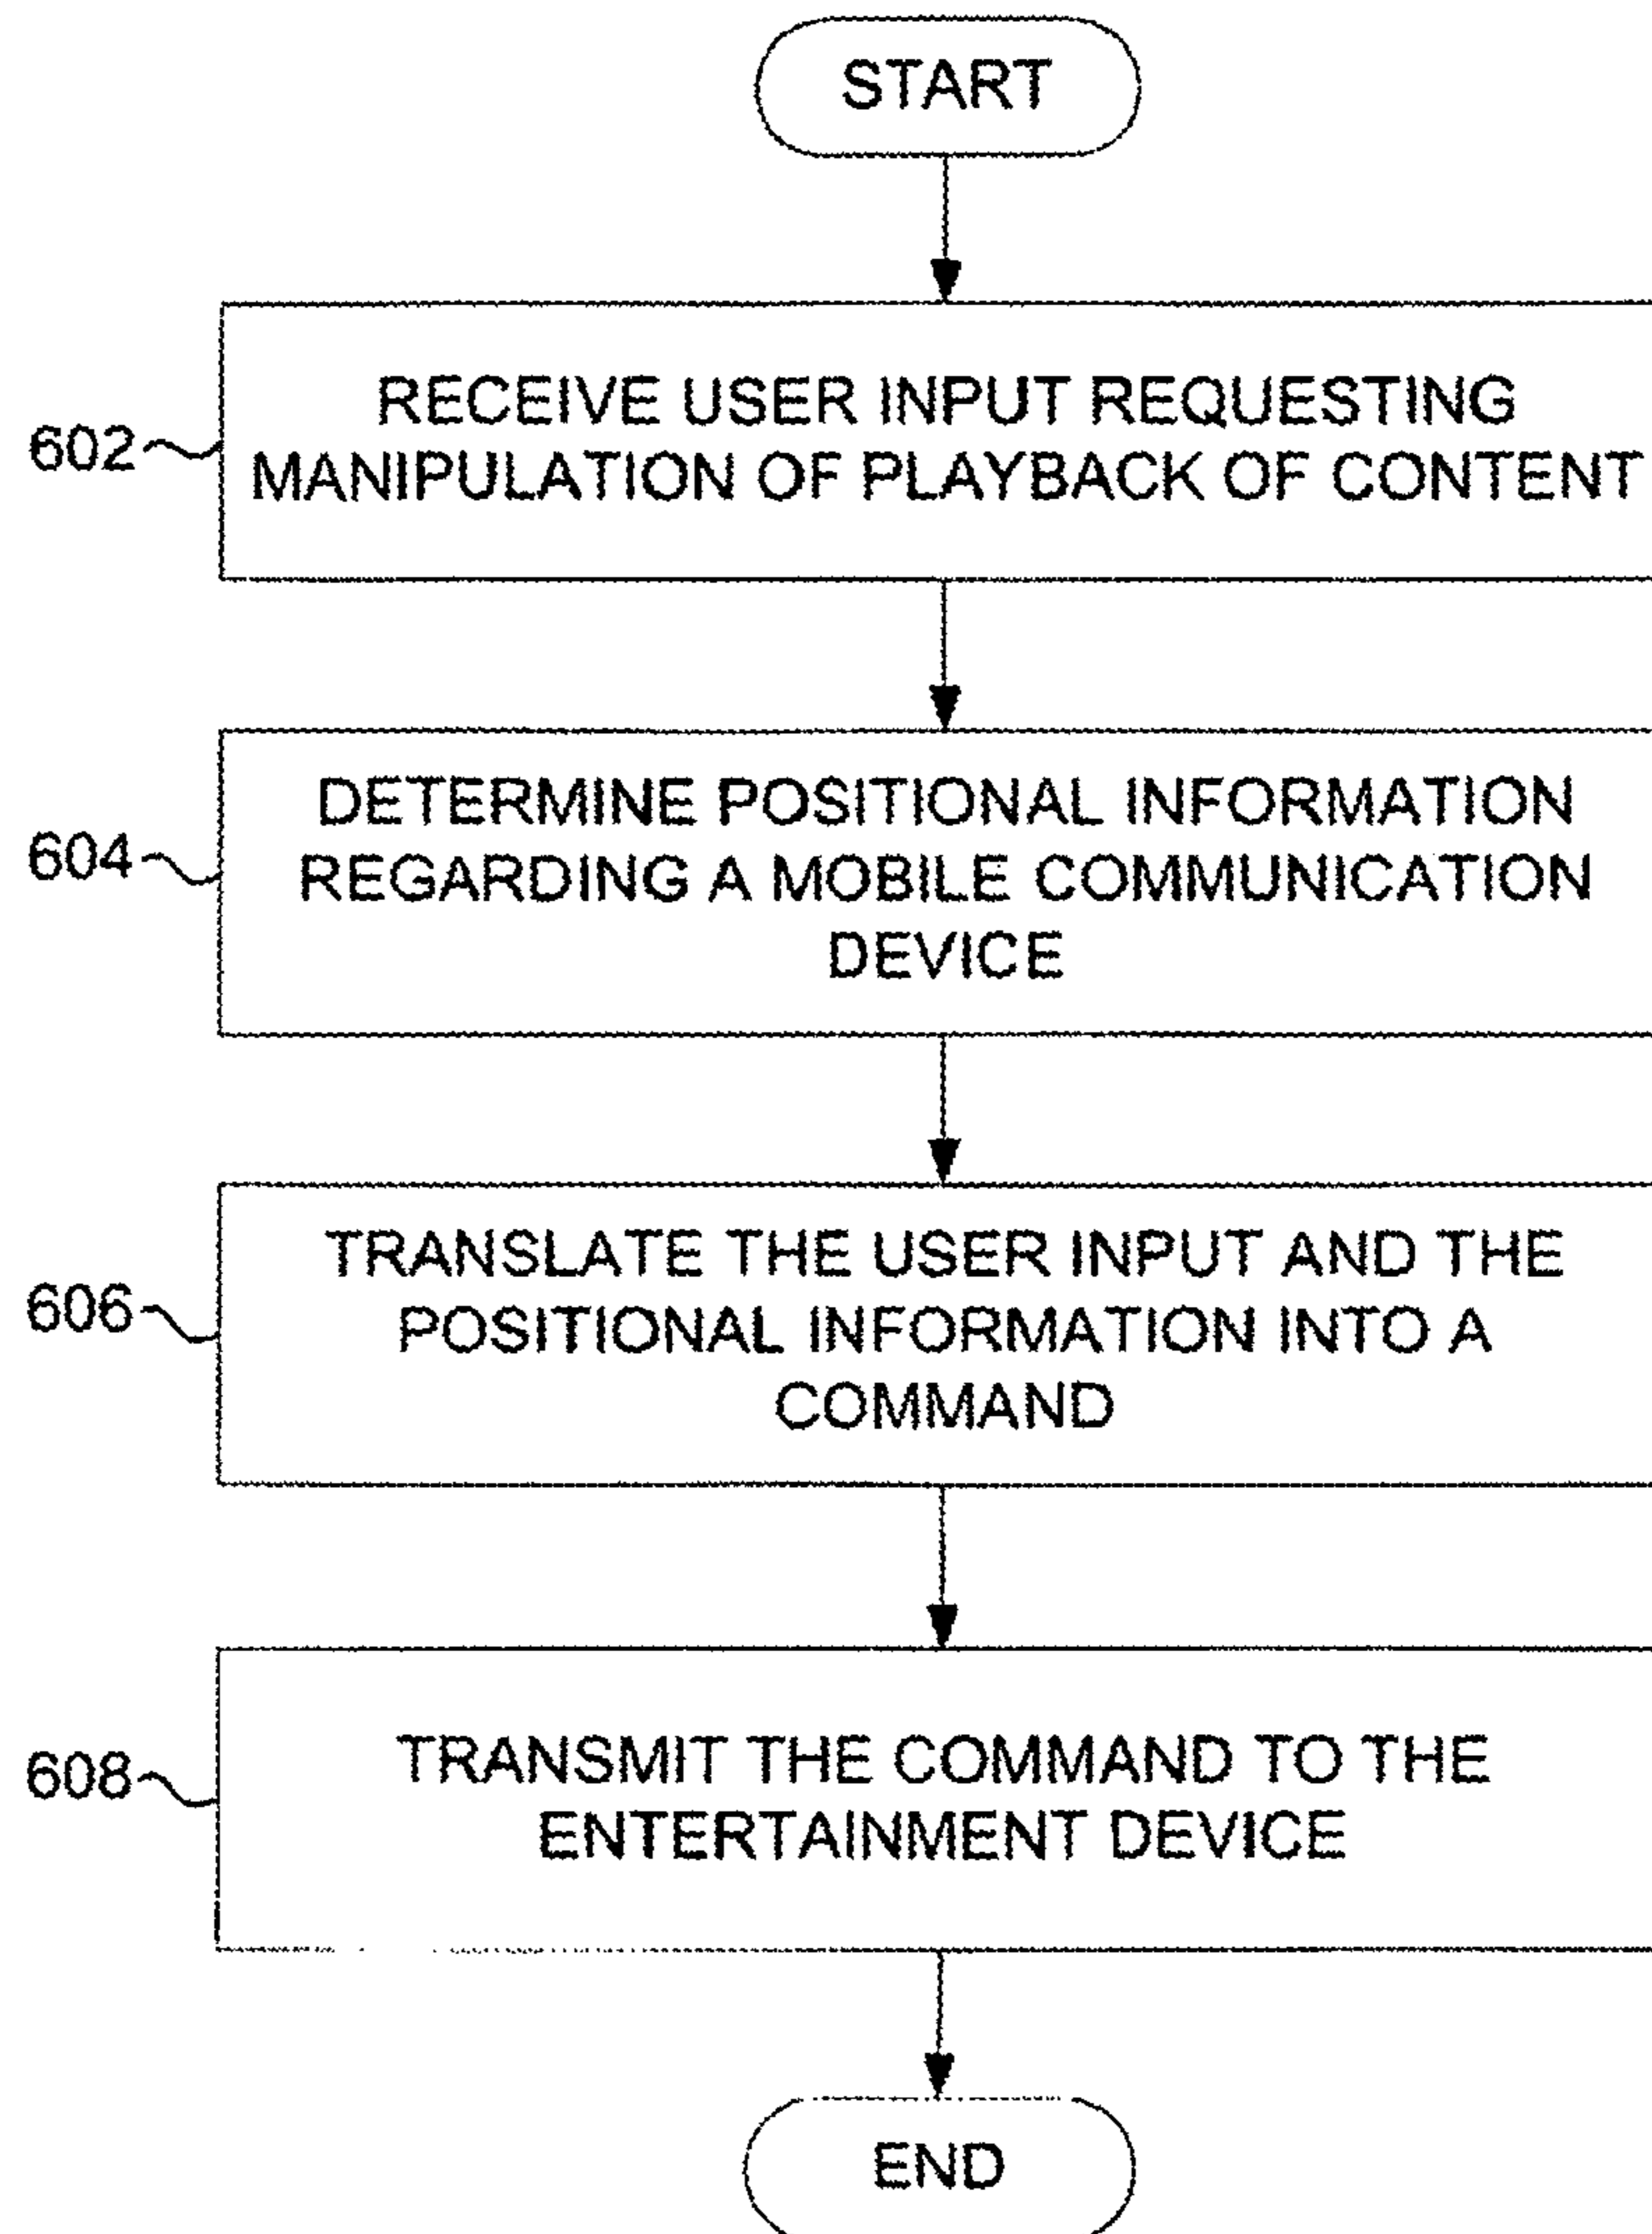 START
602
RECEIVE USER INPUT REQUESTING
MANIPULATION OF PLAYBACK OF CONTENT
604
DETERMINE POSITIONAL INFORMATION
REGARDING A MOBILE COMMUNICATION
DEVICE
606
TRANSLATE THE USER INPUT AND THE
POSITIONAL INFORMATION INTO A
COMMAND
608
TRANSMIT THE COMMAND TO THE
ENTERTAINMENT DEVICE
END